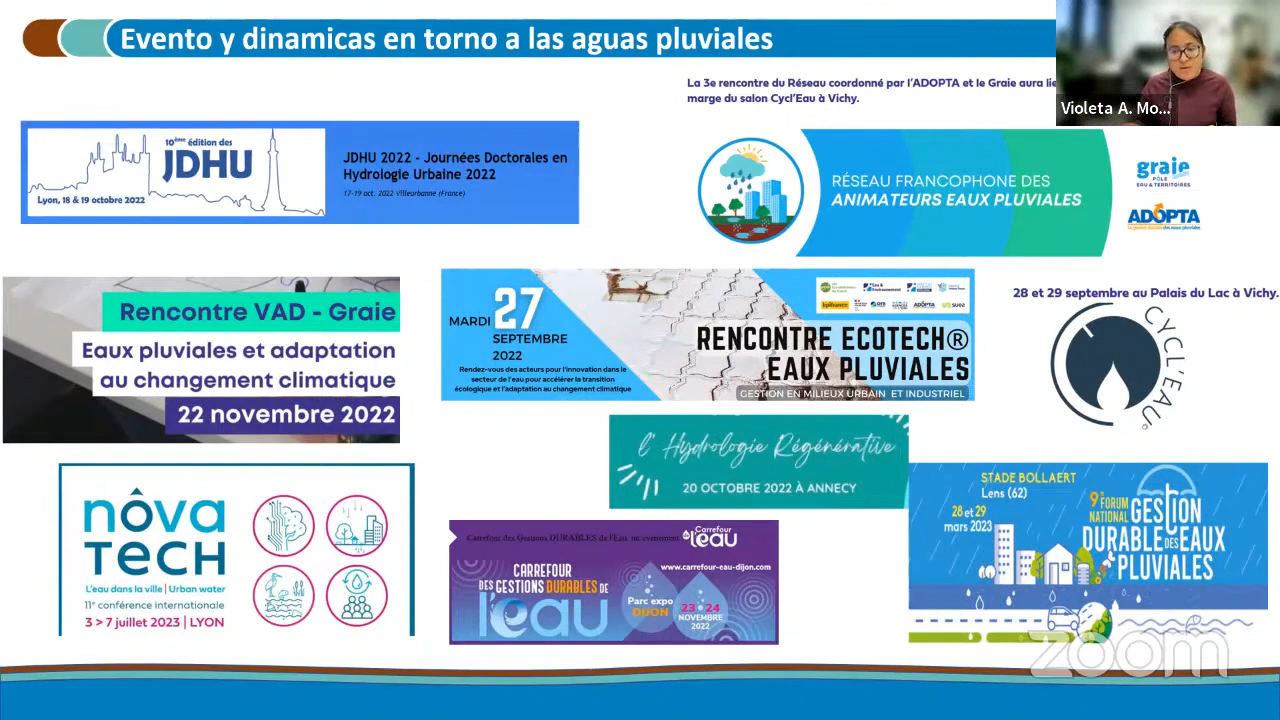 Evento y dinamicas en torno a las aguas pluviales
La 3e rencontre du Réseau coordonné par l'ADOPTA et le Graie aura lie
marge du salon Cycl'Eau à Vichy.
Violeta A. Mo...
10ème édition des
JDHU
Lyon, 18 & 19 octobre 2022
JDHU 2022 - Journées Doctorales en
Hydrologie Urbaine 2022
17-19 oct. 2022 Villeurbanne (France)
RÉSEAU FRANCOPHONE DES
ANIMATEURS EAUX PLUVIALES
graie
PÔLE
EAU & TERRITOIRES
ADOPTA
Rencontre VAD - Graie
Eaux pluviales et adaptation
au changement climatique
22 novembre 2022
MARDI 27
SEPTEMBRE
2022
Rendez-vous des acteurs pour l'innovation dans le
secteur de l'eau pour accélérer la transition
écologique et l'adaptation au changement climatique
bpifrance
ADOPTA
suez
RENCONTRE ECOTECH®
EAUX PLUVIALES
GESTION EN MILIEUX URBAIN ET INDUSTRIEL
28 et 29 septembre au Palais du Lac à Vichy.
CYCL'EAU
l'Hydrologie Régénérative
20 OCTOBRE 2022 À ANNECY
nôva
tech
L'eau dans la ville | Urban water
11e conférence internationale
3 > 7 juillet 2023 | LYON
Carrefour des Gestions DURABLES de l'Eau, un événement
Carrefour
de l'eau
www.carrefour-eau-dijon.com
CARREFOUR
DES GESTIONS DURABLES DE
l'eau
Parc expo
DIJON
23 24
NOVEMBRE
2022
STADE BOLLAERT
Lens (62)
28 et 29
mars 2023
9E FORUM
NATIONAL
GESTION
DURABLE DES EAUX
PLUVIALES
zoom